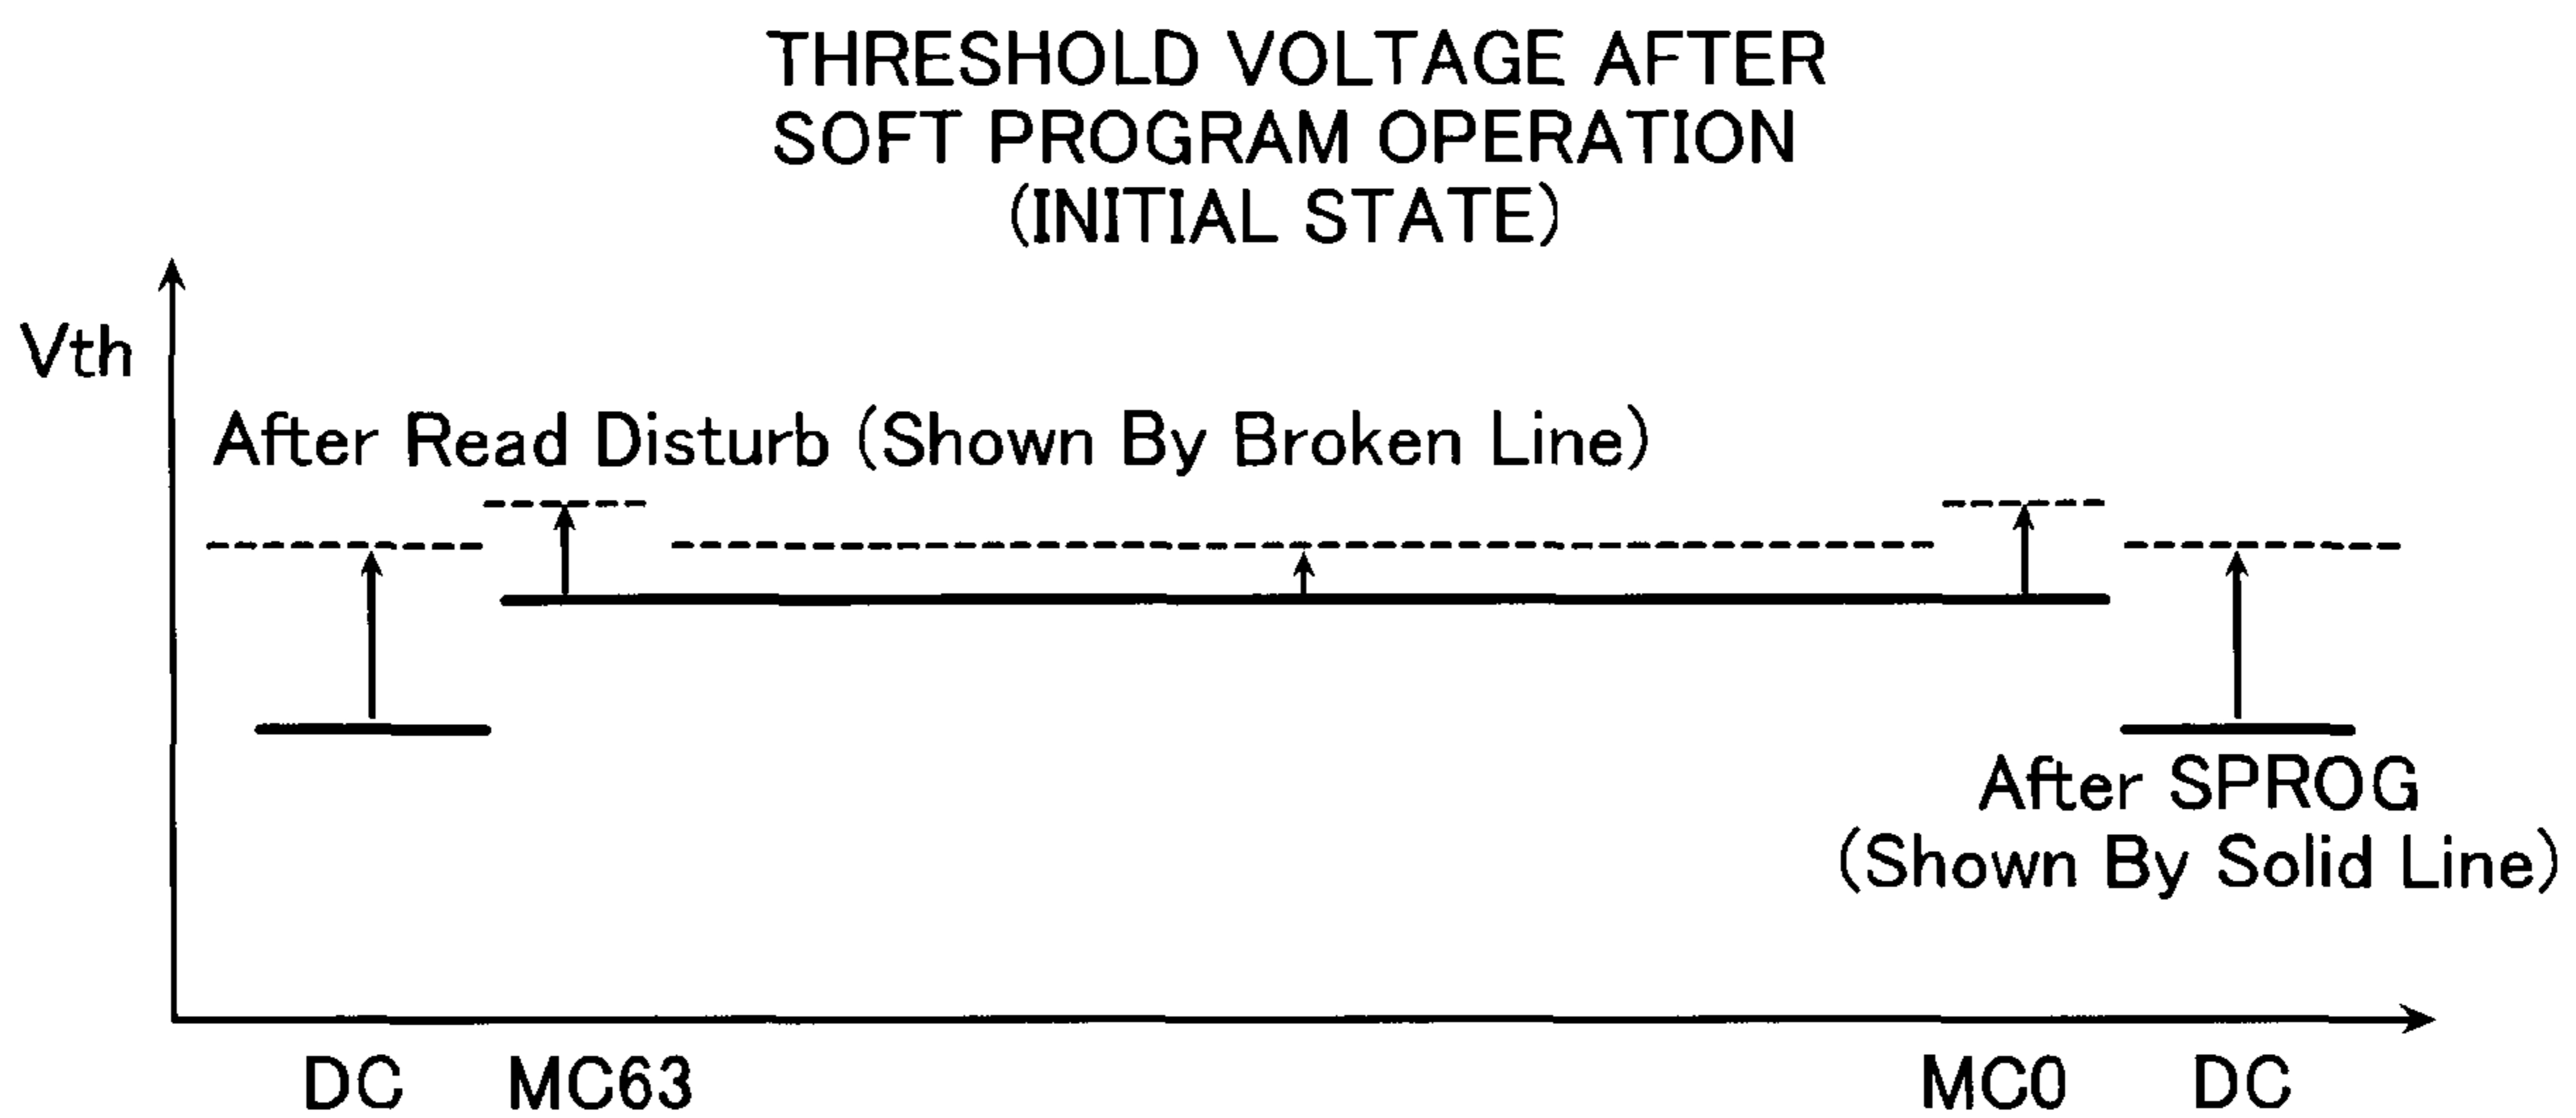 THRESHOLD VOLTAGE AFTER
SOFT PROGRAM OPERATION
(INITIAL STATE)
Vth
After Read Disturb (Shown By Broken Line)
After SPROG
(Shown By Solid Line)
DC MC63 MC0 DC